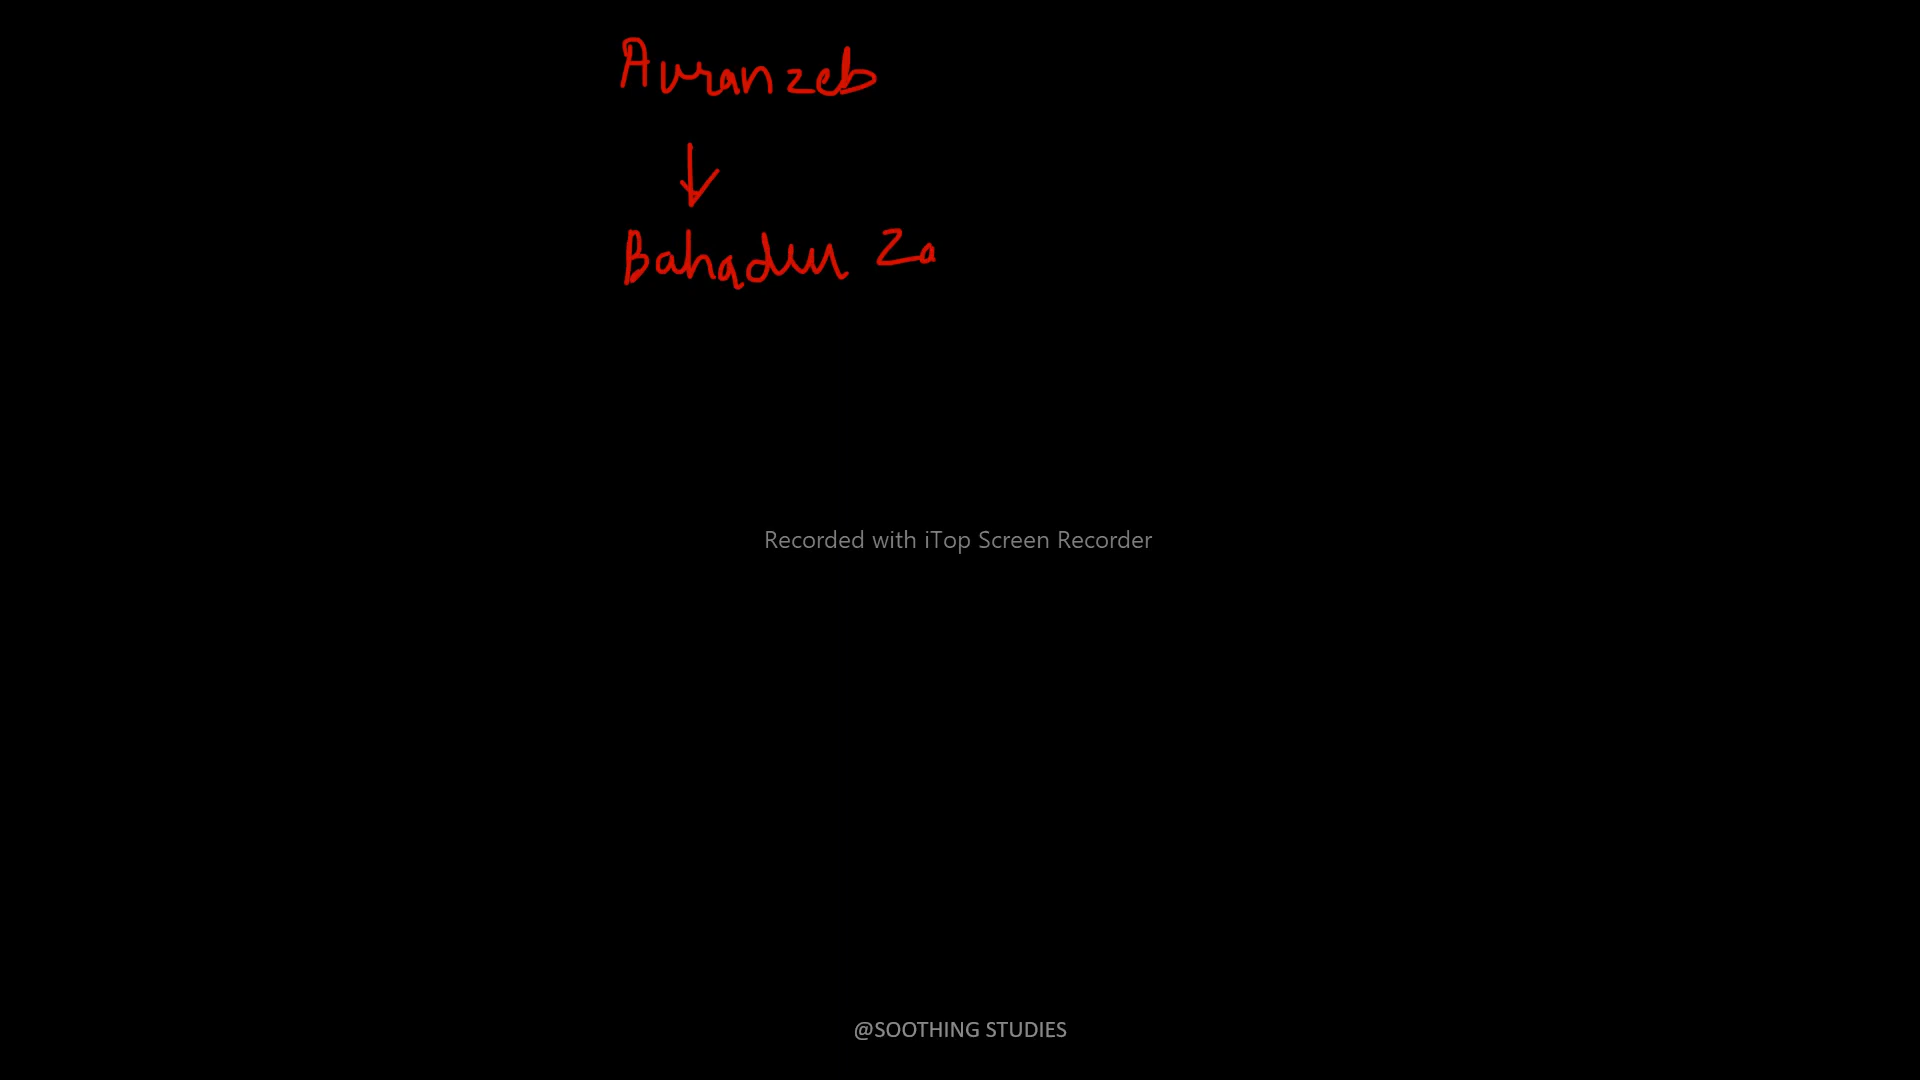 Auranzeb
↓
Bahadur Za
Recorded with iTop Screen Recorder
@SOOTHING STUDIES